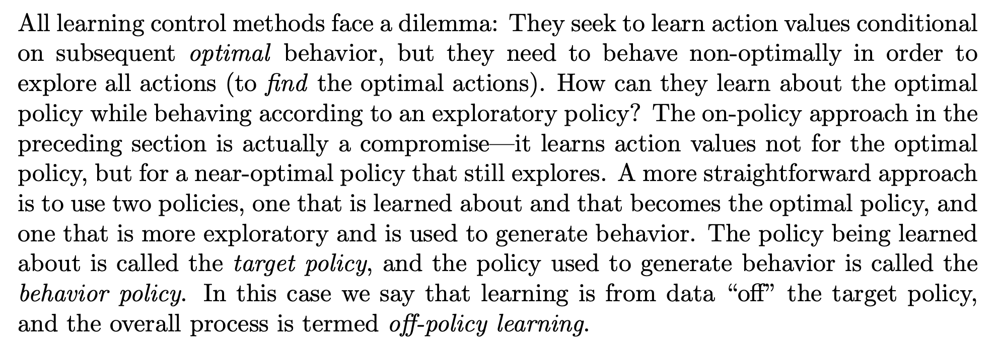 All learning control methods face a dilemma: They seek to learn action values conditional
on subsequent optimal behavior, but they need to behave non-optimally in order to
explore all actions (to find the optimal actions). How can they learn about the optimal
policy while behaving according to an exploratory policy? The on-policy approach in the
preceding section is actually a compromise—it learns action values not for the optimal
policy, but for a near-optimal policy that still explores. A more straightforward approach
is to use two policies, one that is learned about and that becomes the optimal policy, and
one that is more exploratory and is used to generate behavior. The policy being learned
about is called the target policy, and the policy used to generate behavior is called the
behavior policy. In this case we say that learning is from data “off” the target policy,
and the overall process is termed off-policy learning.